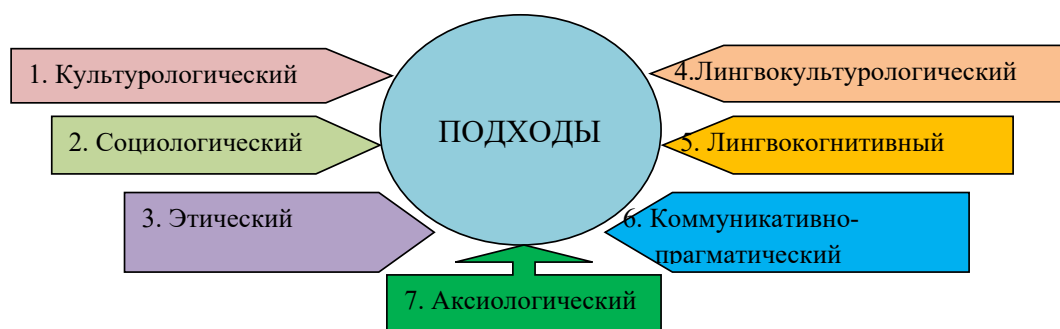 1. Культурологический
2. Социологический
3. Этический
ПОДХОДЫ
4.Лингвокультурологический
5. Лингвокогнитивный
6. Коммуникативно-
прагматический
7. Аксиологический